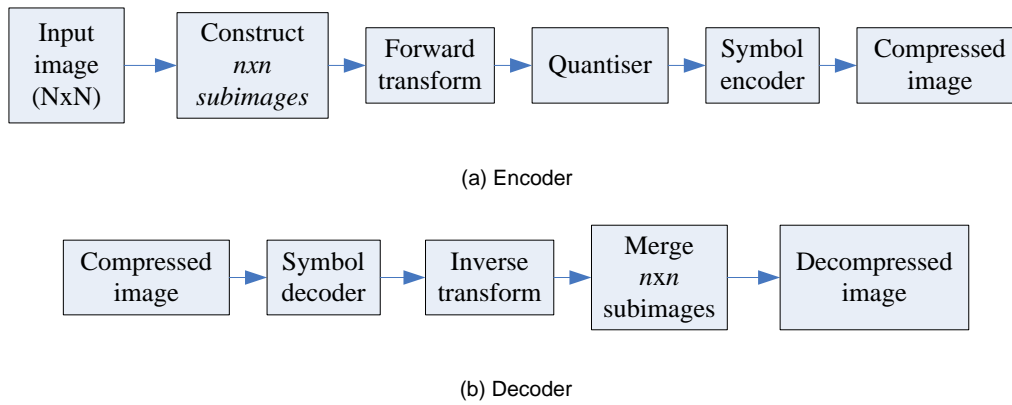 Input
image
(NxN)
Construct
nxn
subimages
Forward
transform
Quantiser
Symbol
encoder
Compressed
image
(a) Encoder
Compressed
image
Symbol
decoder
Inverse
transform
Merge
nxn
subimages
Decompressed
image
(b) Decoder